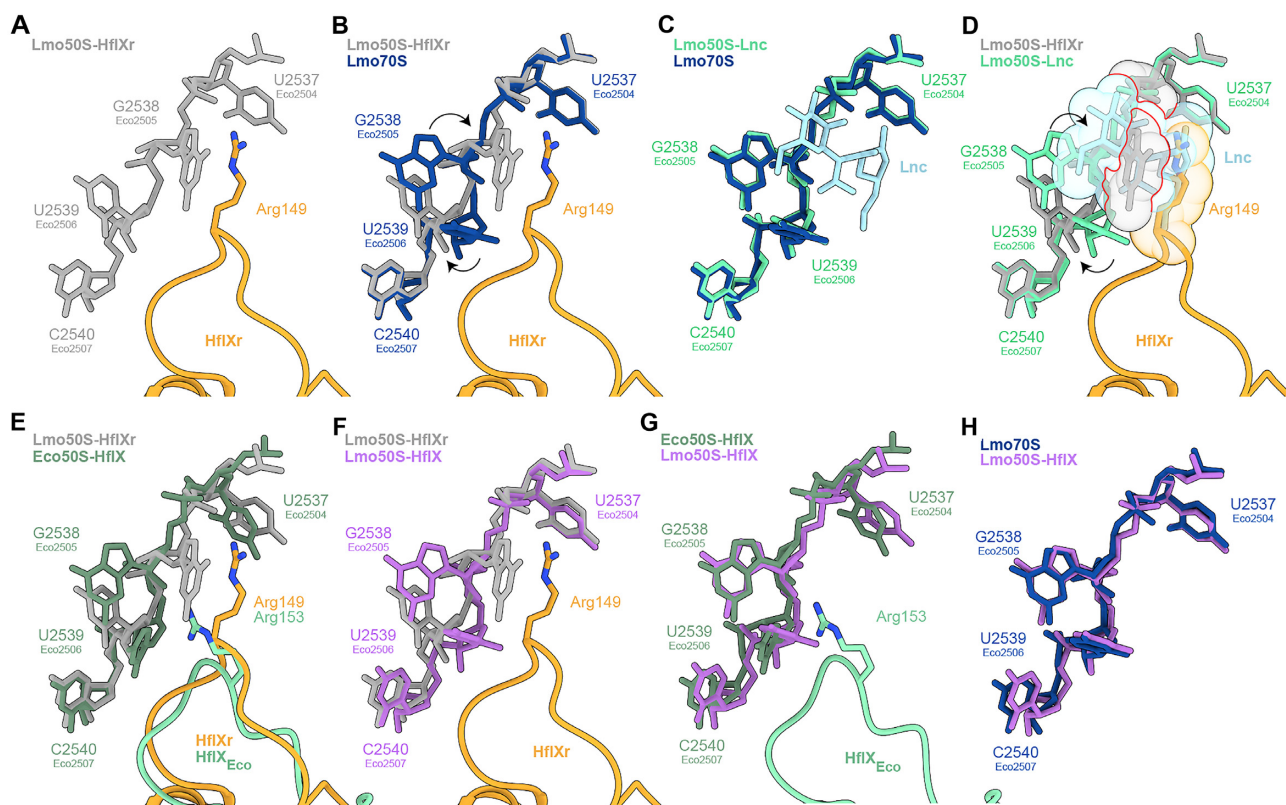 A
Lmo50S-HflXr
U2537
Eco2504
G2538
Eco2505
U2539
Eco2506
Arg149
C2540
Eco2507
HflXr
B
Lmo50S-HflXr
Lmo70S
U2537
Eco2504
G2538
Eco2505
U2539
Eco2506
Arg149
C2540
Eco2507
HflXr
C
Lmo50S-Lnc
Lmo70S
U2537
Eco2504
G2538
Eco2505
Lnc
U2539
Eco2506
C2540
Eco2507
D
Lmo50S-HflXr
Lmo50S-Lnc
U2537
Eco2504
G2538
Eco2505
Lnc
Arg149
U2539
Eco2506
C2540
Eco2507
HflXr
E
Lmo50S-HflXr
Eco50S-HflX
U2537
Eco2504
G2538
Eco2505
Arg149
Arg153
U2539
Eco2506
C2540
Eco2507
HflXr
HflXEco
F
Lmo50S-HflXr
Lmo50S-HflX
U2537
Eco2504
G2538
Eco2505
Arg149
U2539
Eco2506
C2540
Eco2507
HflXr
G
Eco50S-HflX
Lmo50S-HflX
U2537
Eco2504
G2538
Eco2505
Arg153
U2539
Eco2506
C2540
Eco2507
HflXEco
H
Lmo70S
Lmo50S-HflX
U2537
Eco2504
G2538
Eco2505
U2539
Eco2506
C2540
Eco2507